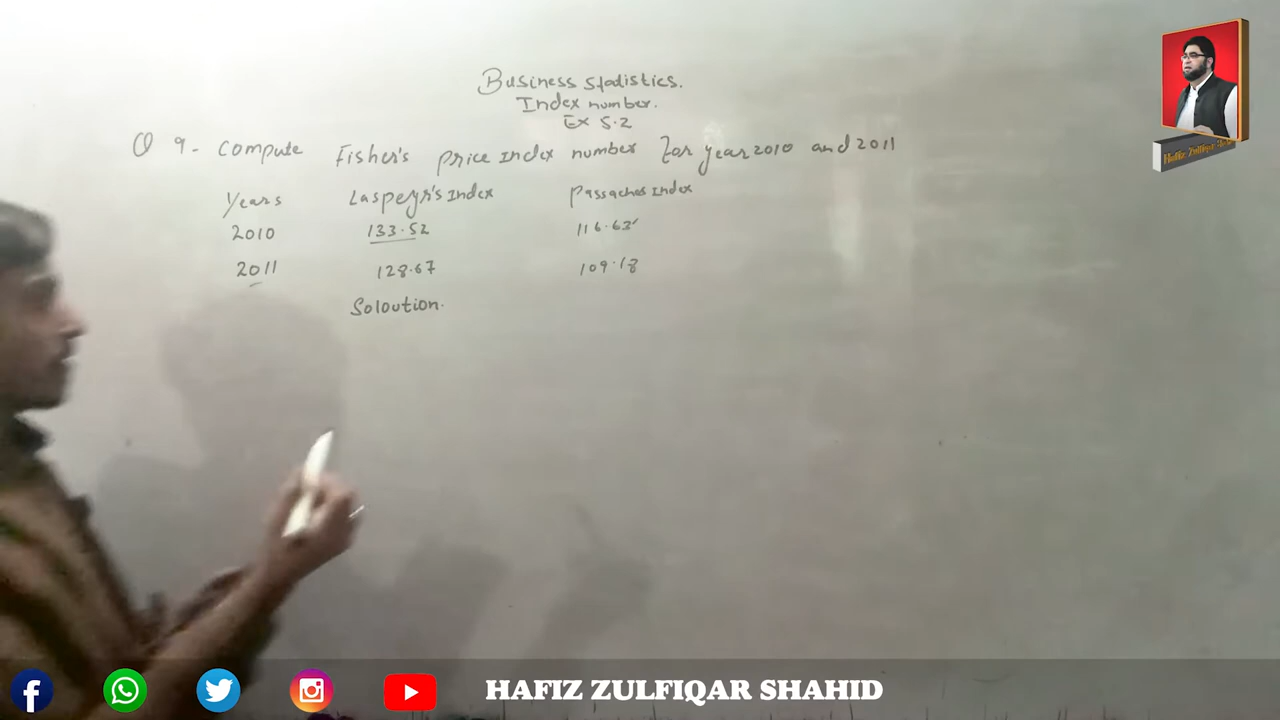 Business Stadistics.
Index number.
Ex 5.2
Q 9- Compute Fisher's Price Index number For year 2010 and 2011
Years Laspeyr's Index Passaches Index
2010 133.52 116.63
2011 128.67 109.18
Soloution.
HAFIZ ZULFIQAR SHAHID